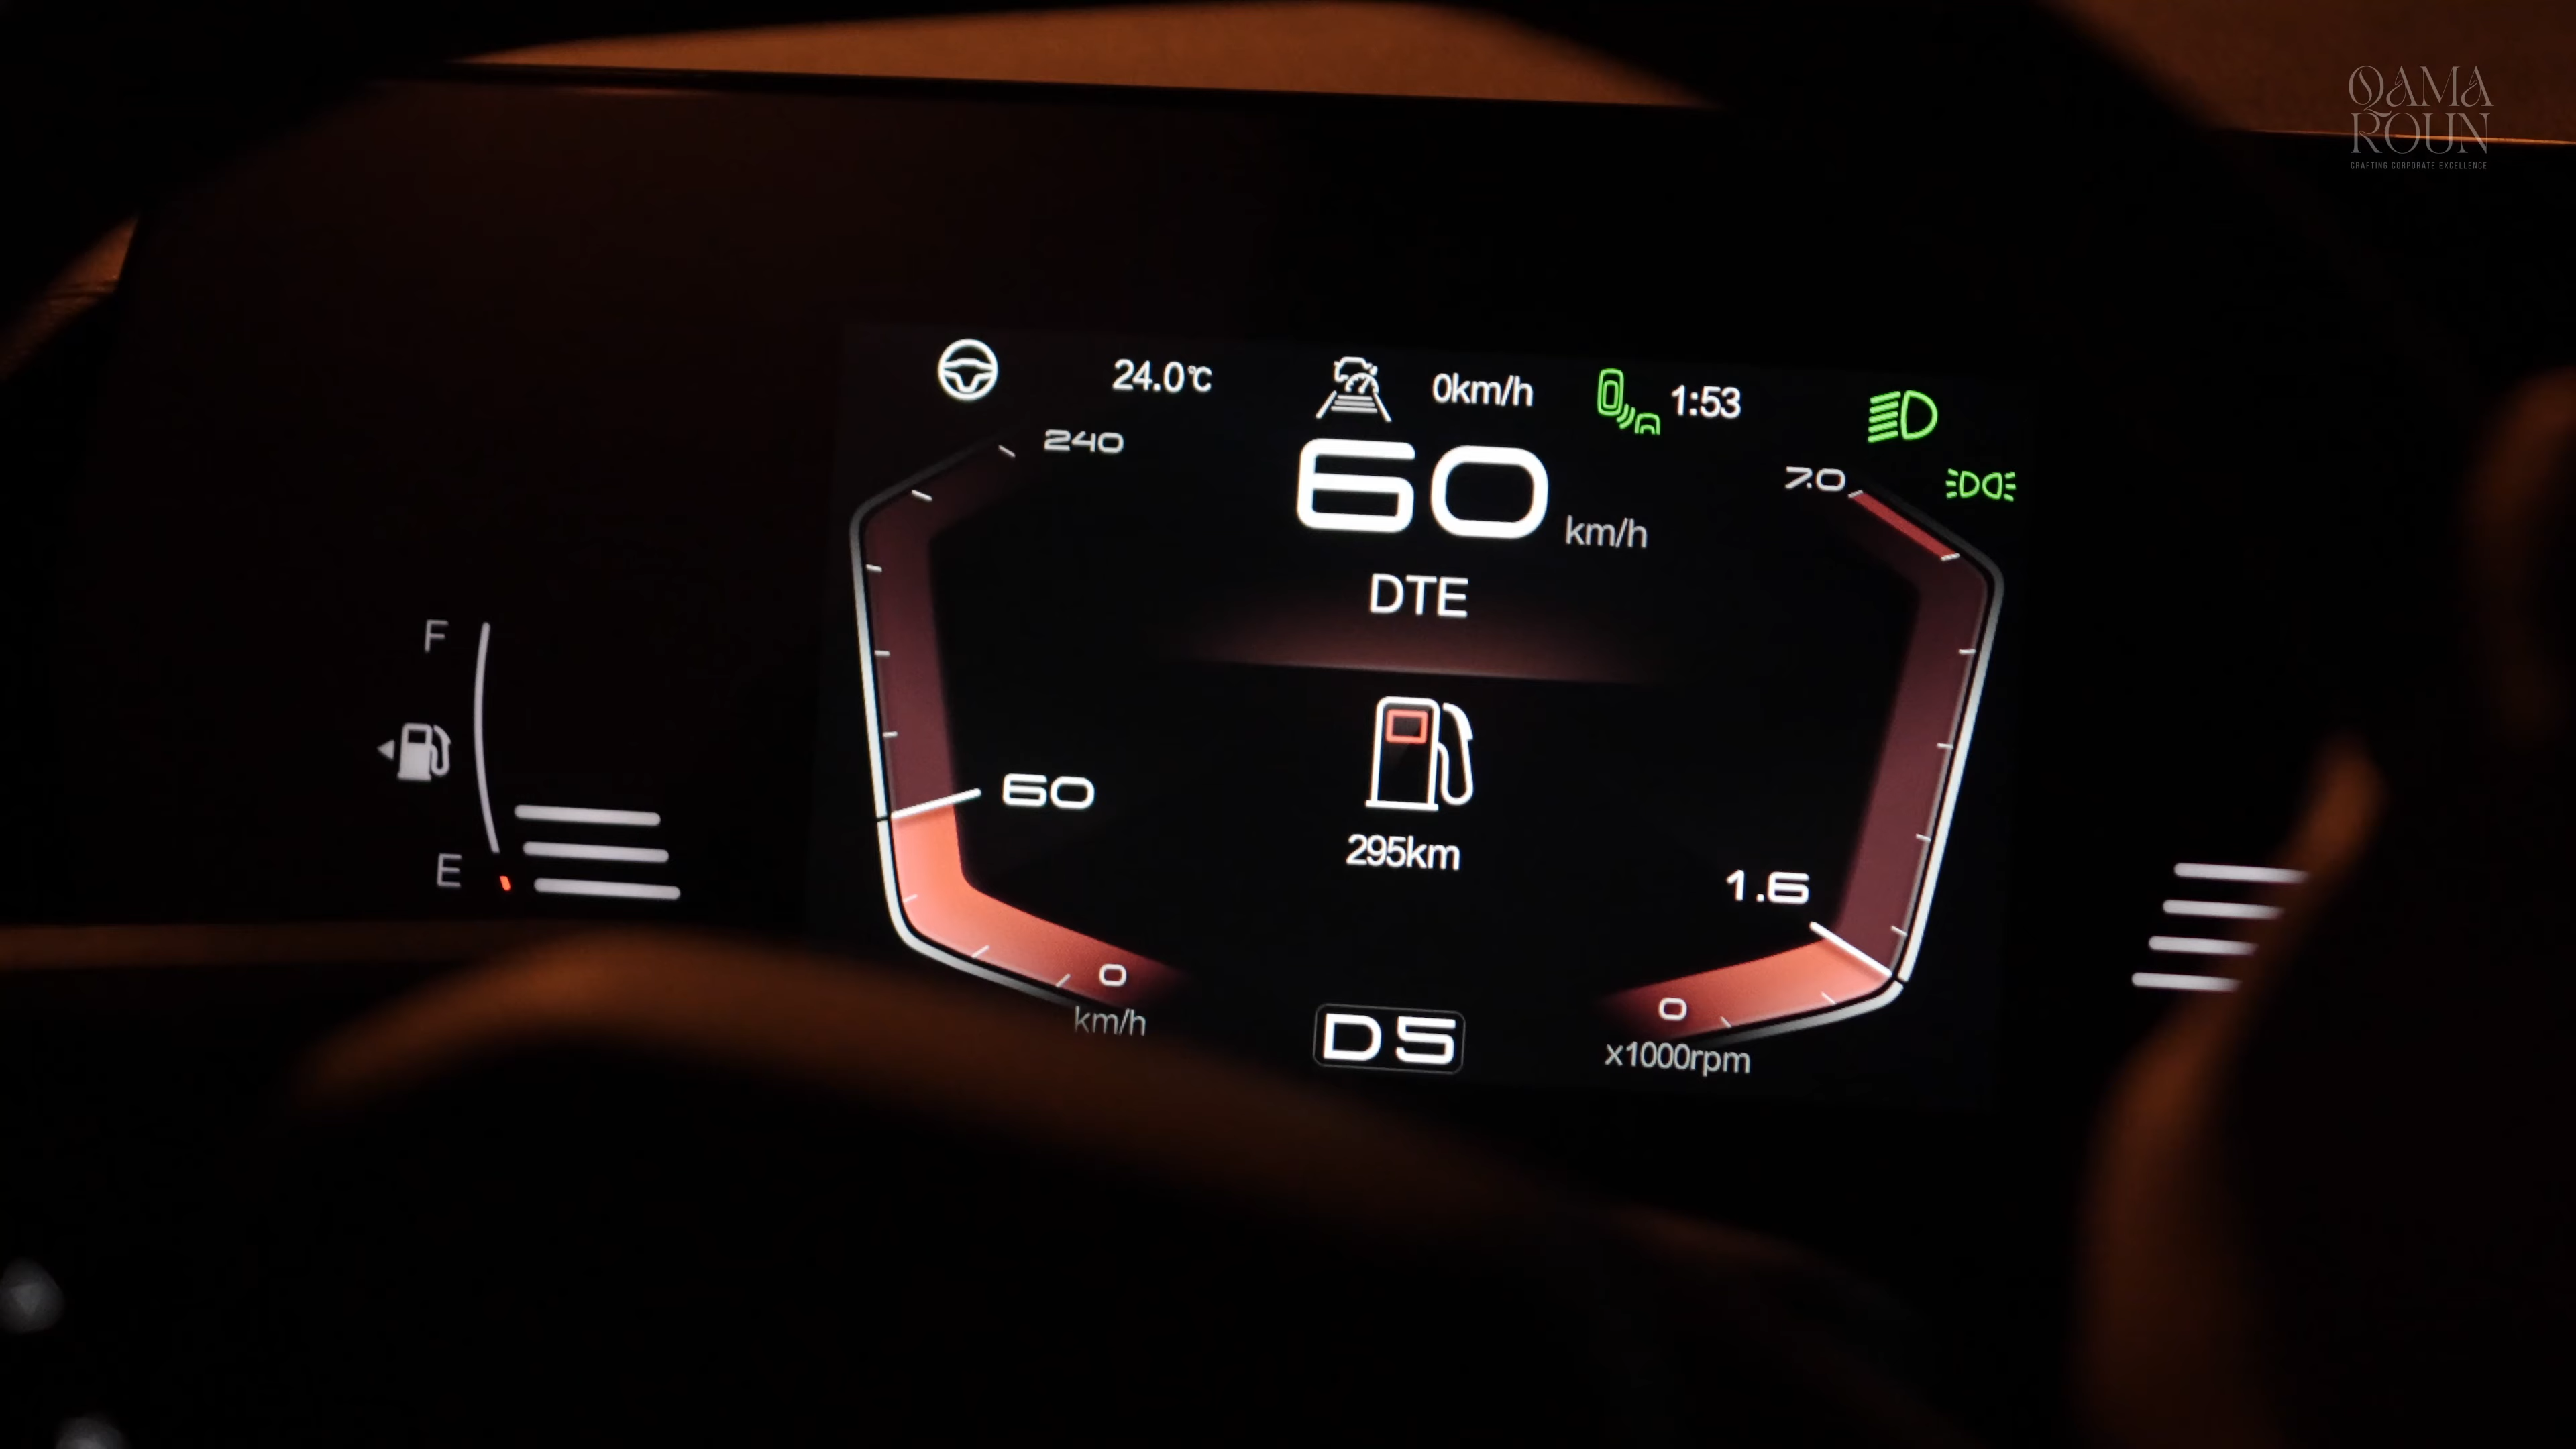 QAMA
ROUN
CRAFTING CORPORATE EXCELLENCE
24.0℃
0km/h
1:53
240
60
km/h
7.0
DTE
F
60
295km
E
1.6
0
km/h
D5
0
x1000rpm